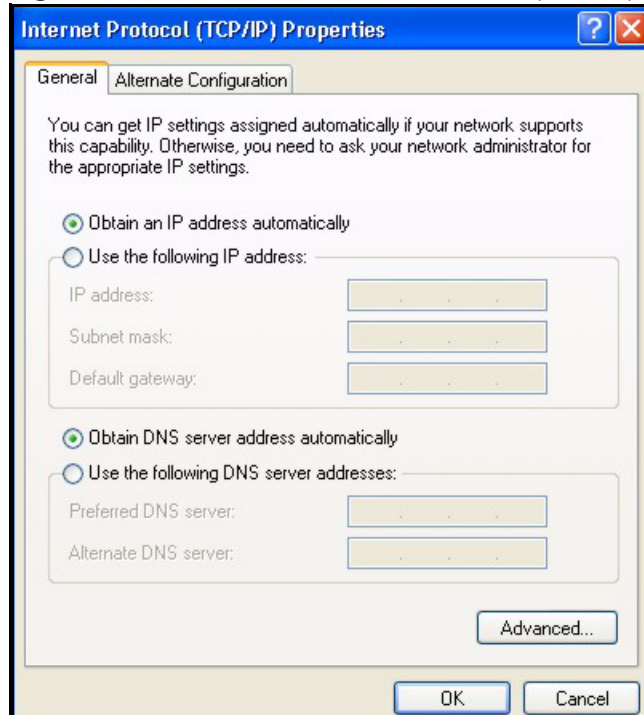 Internet Protocol (TCP/IP) Properties
General
Alternate Configuration
You can get IP settings assigned automatically if your network supports
this capability. Otherwise, you need to ask your network administrator for
the appropriate IP settings.
Obtain an IP address automatically
Use the following IP address:
IP address:
Subnet mask:
Default gateway:
Obtain DNS server address automatically
Use the following DNS server addresses:
Preferred DNS server:
Alternate DNS server:
Advanced...
OK
Cancel